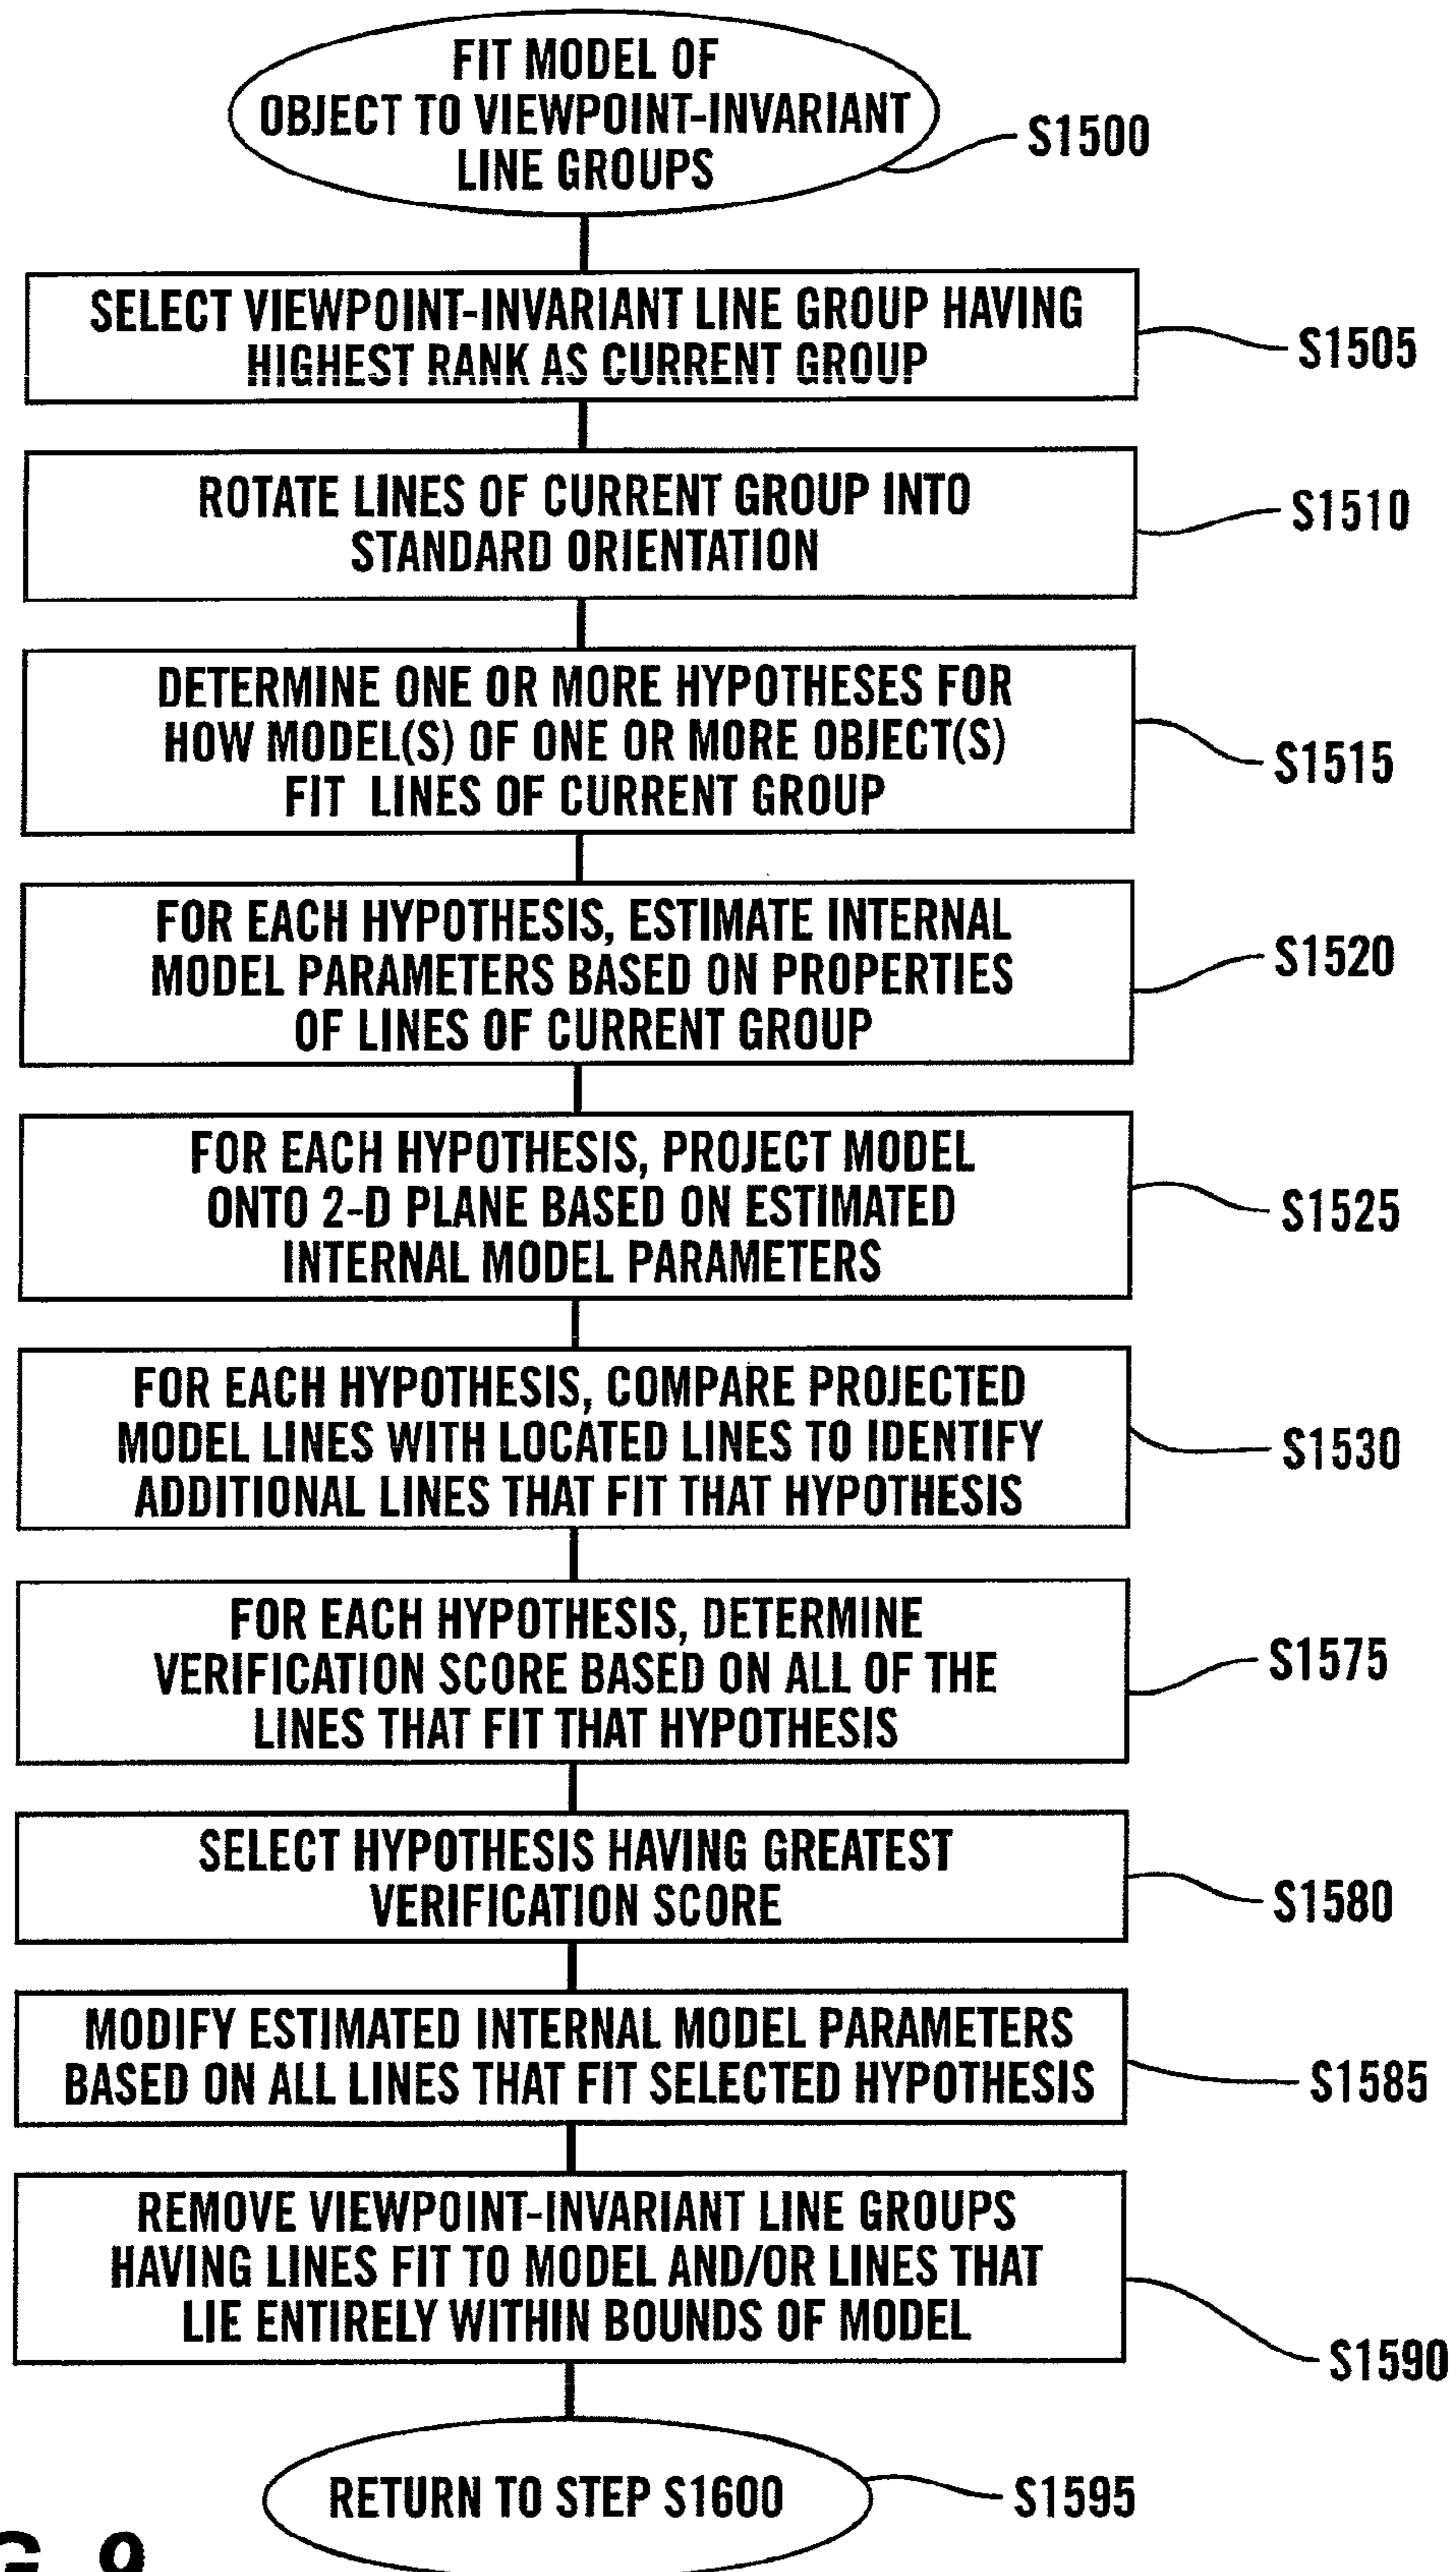 FIT MODEL OF
OBJECT TO VIEWPOINT-INVARIANT
LINE GROUPS
S1500
SELECT VIEWPOINT-INVARIANT LINE GROUP HAVING
HIGHEST RANK AS CURRENT GROUP
S1505
ROTATE LINES OF CURRENT GROUP INTO
STANDARD ORIENTATION
S1510
DETERMINE ONE OR MORE HYPOTHESES FOR
HOW MODEL(S) OF ONE OR MORE OBJECT(S)
FIT LINES OF CURRENT GROUP
S1515
FOR EACH HYPOTHESIS, ESTIMATE INTERNAL
MODEL PARAMETERS BASED ON PROPERTIES
OF LINES OF CURRENT GROUP
S1520
FOR EACH HYPOTHESIS, PROJECT MODEL
ONTO 2-D PLANE BASED ON ESTIMATED
INTERNAL MODEL PARAMETERS
S1525
FOR EACH HYPOTHESIS, COMPARE PROJECTED
MODEL LINES WITH LOCATED LINES TO IDENTIFY
ADDITIONAL LINES THAT FIT THAT HYPOTHESIS
S1530
FOR EACH HYPOTHESIS, DETERMINE
VERIFICATION SCORE BASED ON ALL OF THE
LINES THAT FIT THAT HYPOTHESIS
S1575
SELECT HYPOTHESIS HAVING GREATEST
VERIFICATION SCORE
S1580
MODIFY ESTIMATED INTERNAL MODEL PARAMETERS
BASED ON ALL LINES THAT FIT SELECTED HYPOTHESIS
S1585
REMOVE VIEWPOINT-INVARIANT LINE GROUPS
HAVING LINES FIT TO MODEL AND/OR LINES THAT
LIE ENTIRELY WITHIN BOUNDS OF MODEL
S1590
RETURN TO STEP S1600
S1595